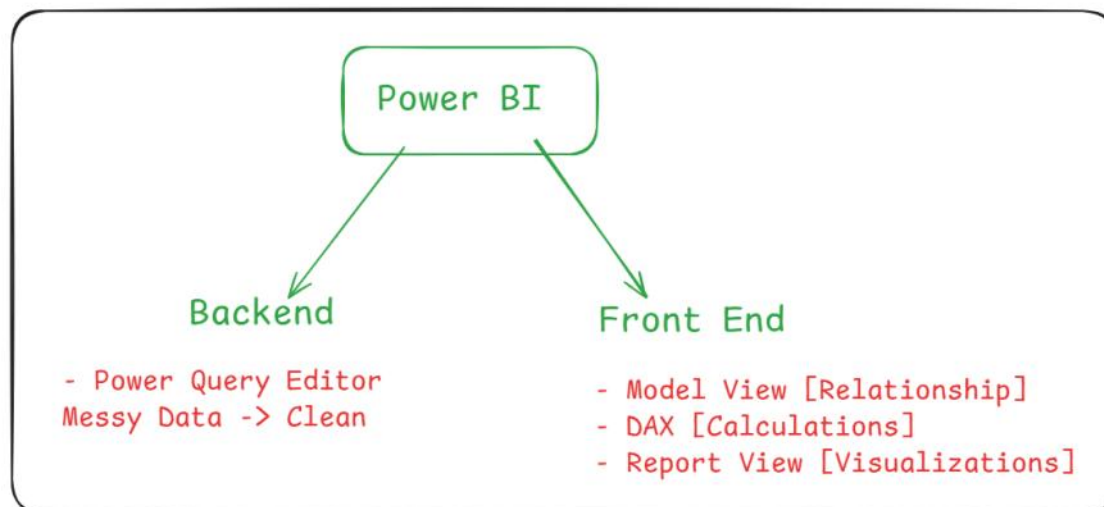 Power BI
Backend
- Power Query Editor
Messy Data -> Clean
Front End
- Model View [Relationship]
- DAX [Calculations]
- Report View [Visualizations]